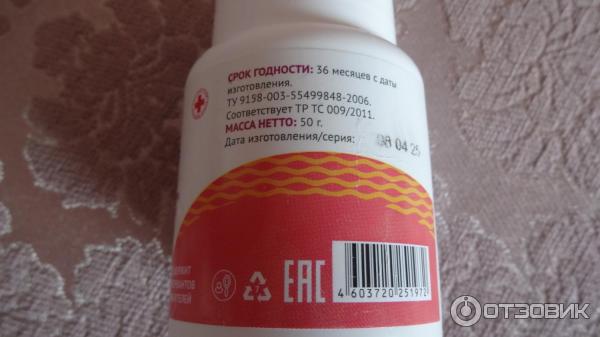 СРОК ГОДНОСТИ: 36 месяцев с даты
изготовления.
ТУ 9158-003-55499848-2006.
Соответствует ТР ТС 009/2011.
МАССА НЕТТО: 50 г.
Дата изготовления/серия: 08 04 25
7
EAC
4 603720 251972
ОТЗОВИК